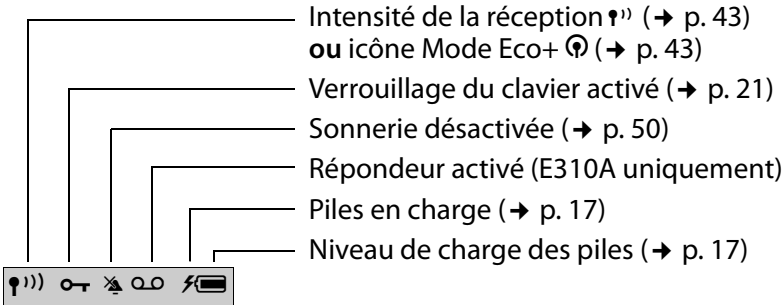 Intensité de la réception (➔ p. 43)
ou icône Mode Eco+ (➔ p. 43)
Verrouillage du clavier activé (➔ p. 21)
Sonnerie désactivée (➔ p. 50)
Répondeur activé (E310A uniquement)
Piles en charge (➔ p. 17)
Niveau de charge des piles (➔ p. 17)